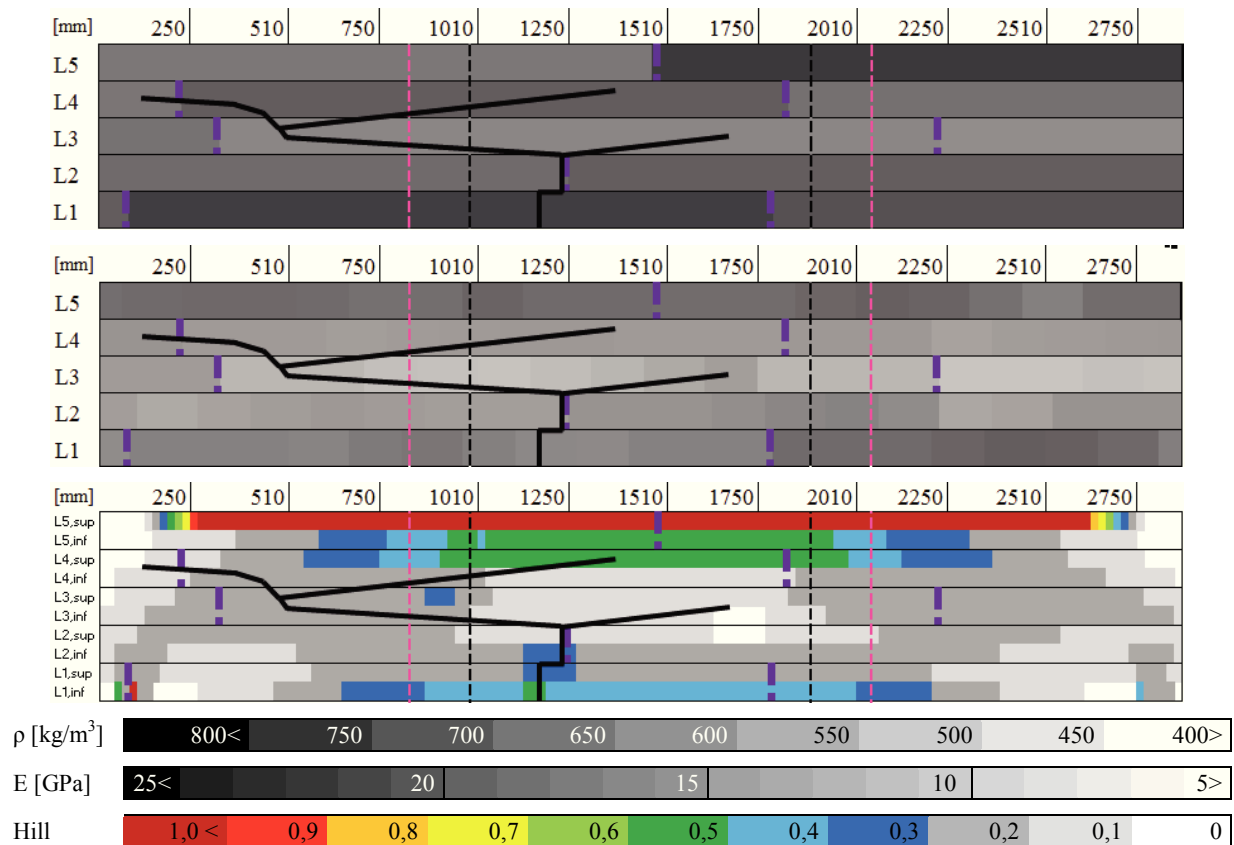 [mm] 250 510 750 1010 1250 1510 1750 2010 2250 2510 2750
L5
L4
L3
L2
L1
[mm] 250 510 750 1010 1250 1510 1750 2010 2250 2510 2750
L5
L4
L3
L2
L1
[mm] 250 510 750 1010 1250 1510 1750 2010 2250 2510 2750
L5,sup
L5,inf
L4,sup
L4,inf
L3,sup
L3,inf
L2,sup
L2,inf
L1,sup
L1,inf
ρ [kg/m³] 800< 750 700 650 600 550 500 450 400>
E [GPa] 25< 20 15 10 5>
Hill 1,0 < 0,9 0,8 0,7 0,6 0,5 0,4 0,3 0,2 0,1 0